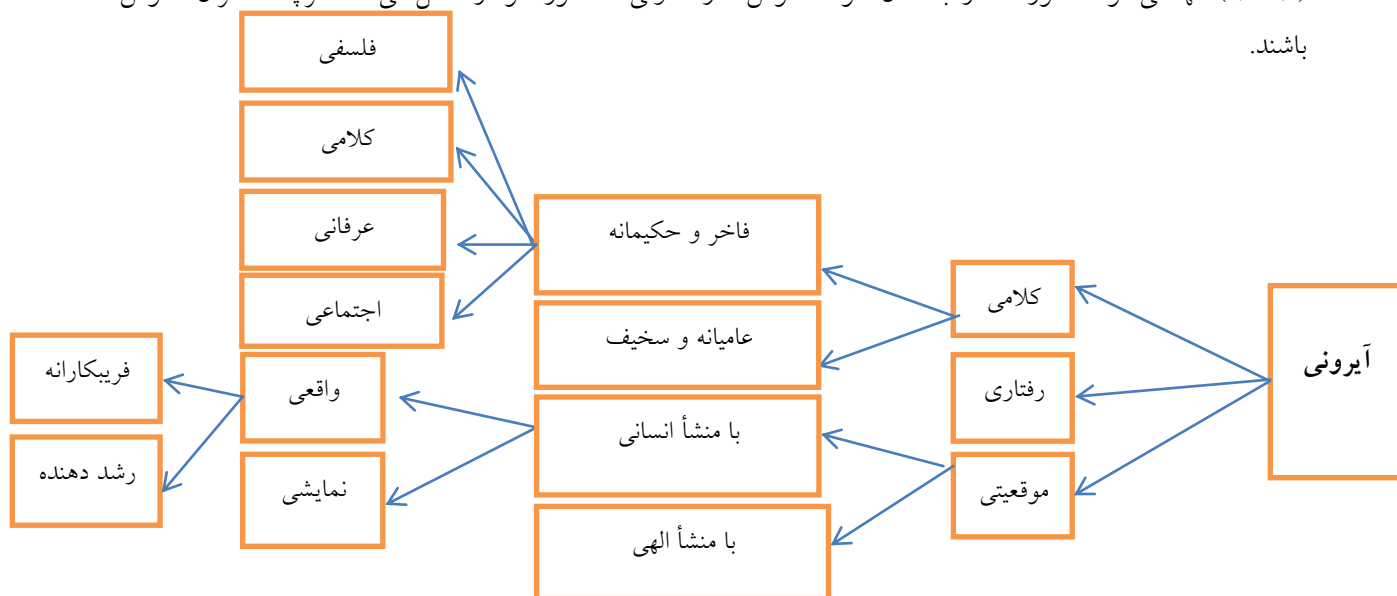 باشند.
آیرونی
کلامی
رفتاری
موقعیتی
فاخر و حکیمانه
عامیانه و سخیف
با منشأ انسانی
با منشأ الهی
فلسفی
کلامی
عرفانی
اجتماعی
واقعی
نمایشی
فریبکارانه
رشد دهنده